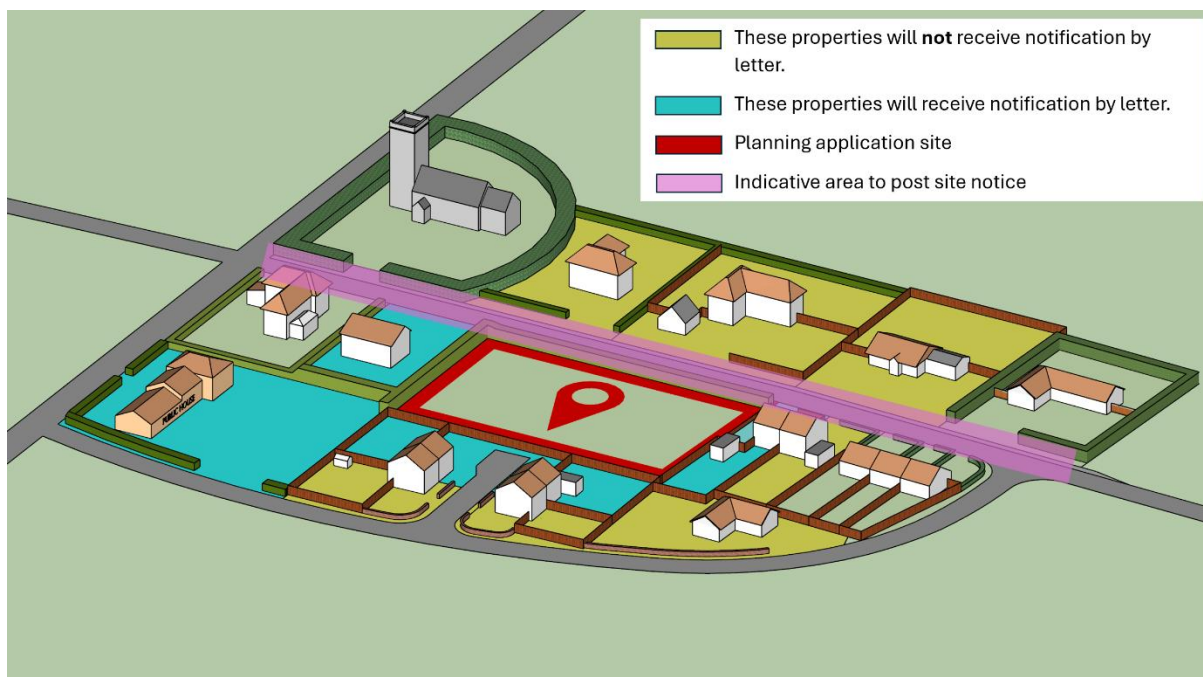 These properties will not receive notification by
letter.
These properties will receive notification by letter.
Planning application site
Indicative area to post site notice
PUBLIC HOUSE